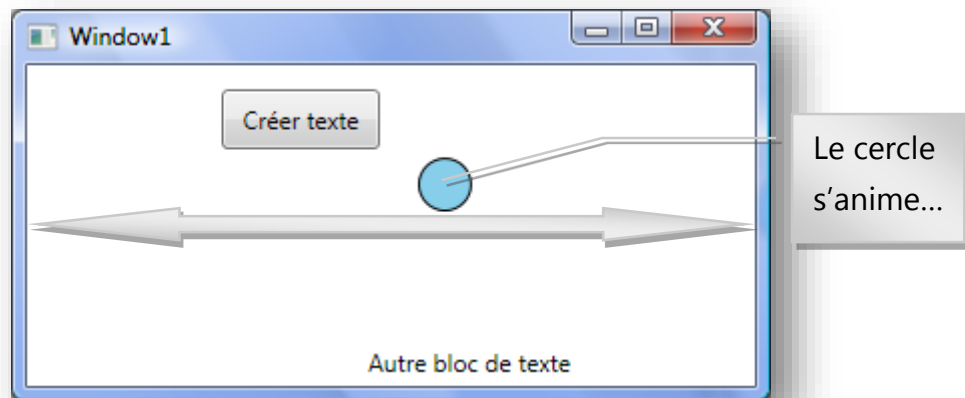 Window1
Créer texte
Le cercle
s’anime...
Autre bloc de texte